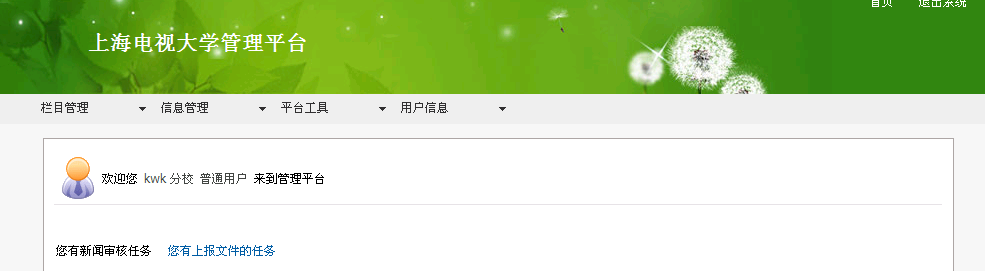 首页 退出系统
上海电视大学管理平台
栏目管理 信息管理 平台工具 用户信息
欢迎您 kwk 分校 普通用户 来到管理平台
您有新闻审核任务 您有上报文件的任务